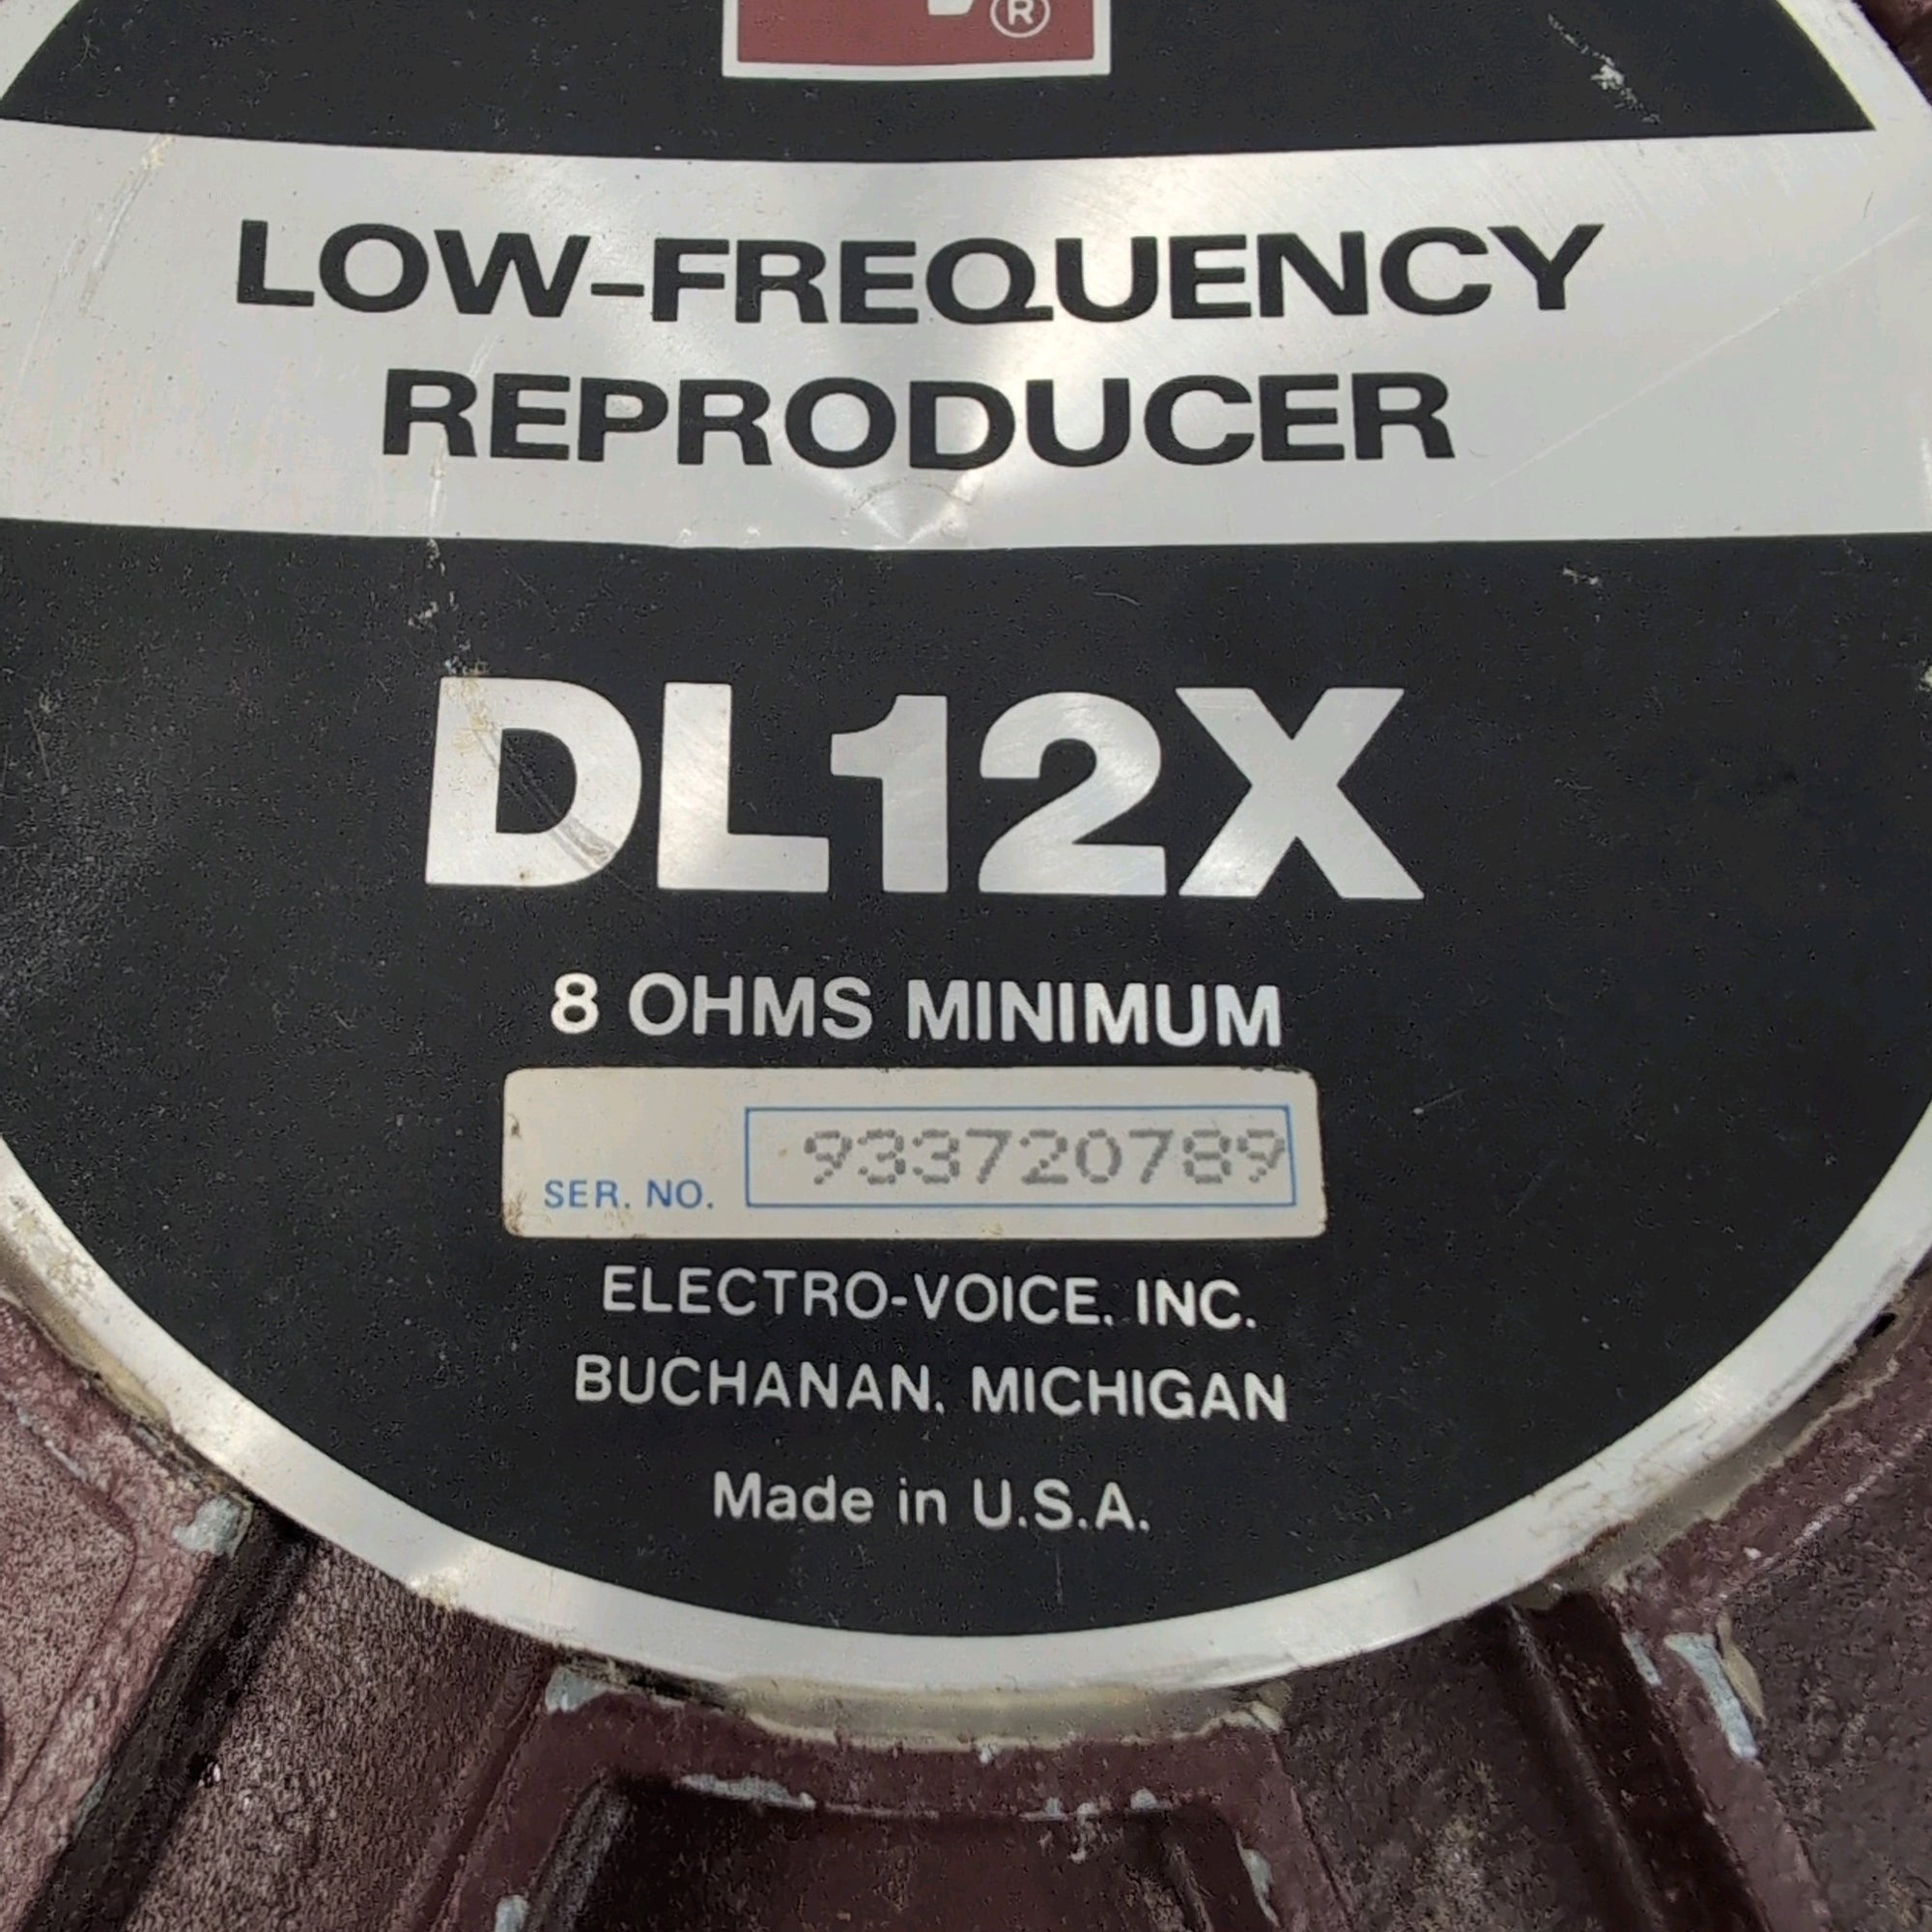 ®
LOW-FREQUENCY
REPRODUCER
DL12X
8 OHMS MINIMUM
SER. NO. 933720789
ELECTRO-VOICE, INC.
BUCHANAN, MICHIGAN
Made in U.S.A.